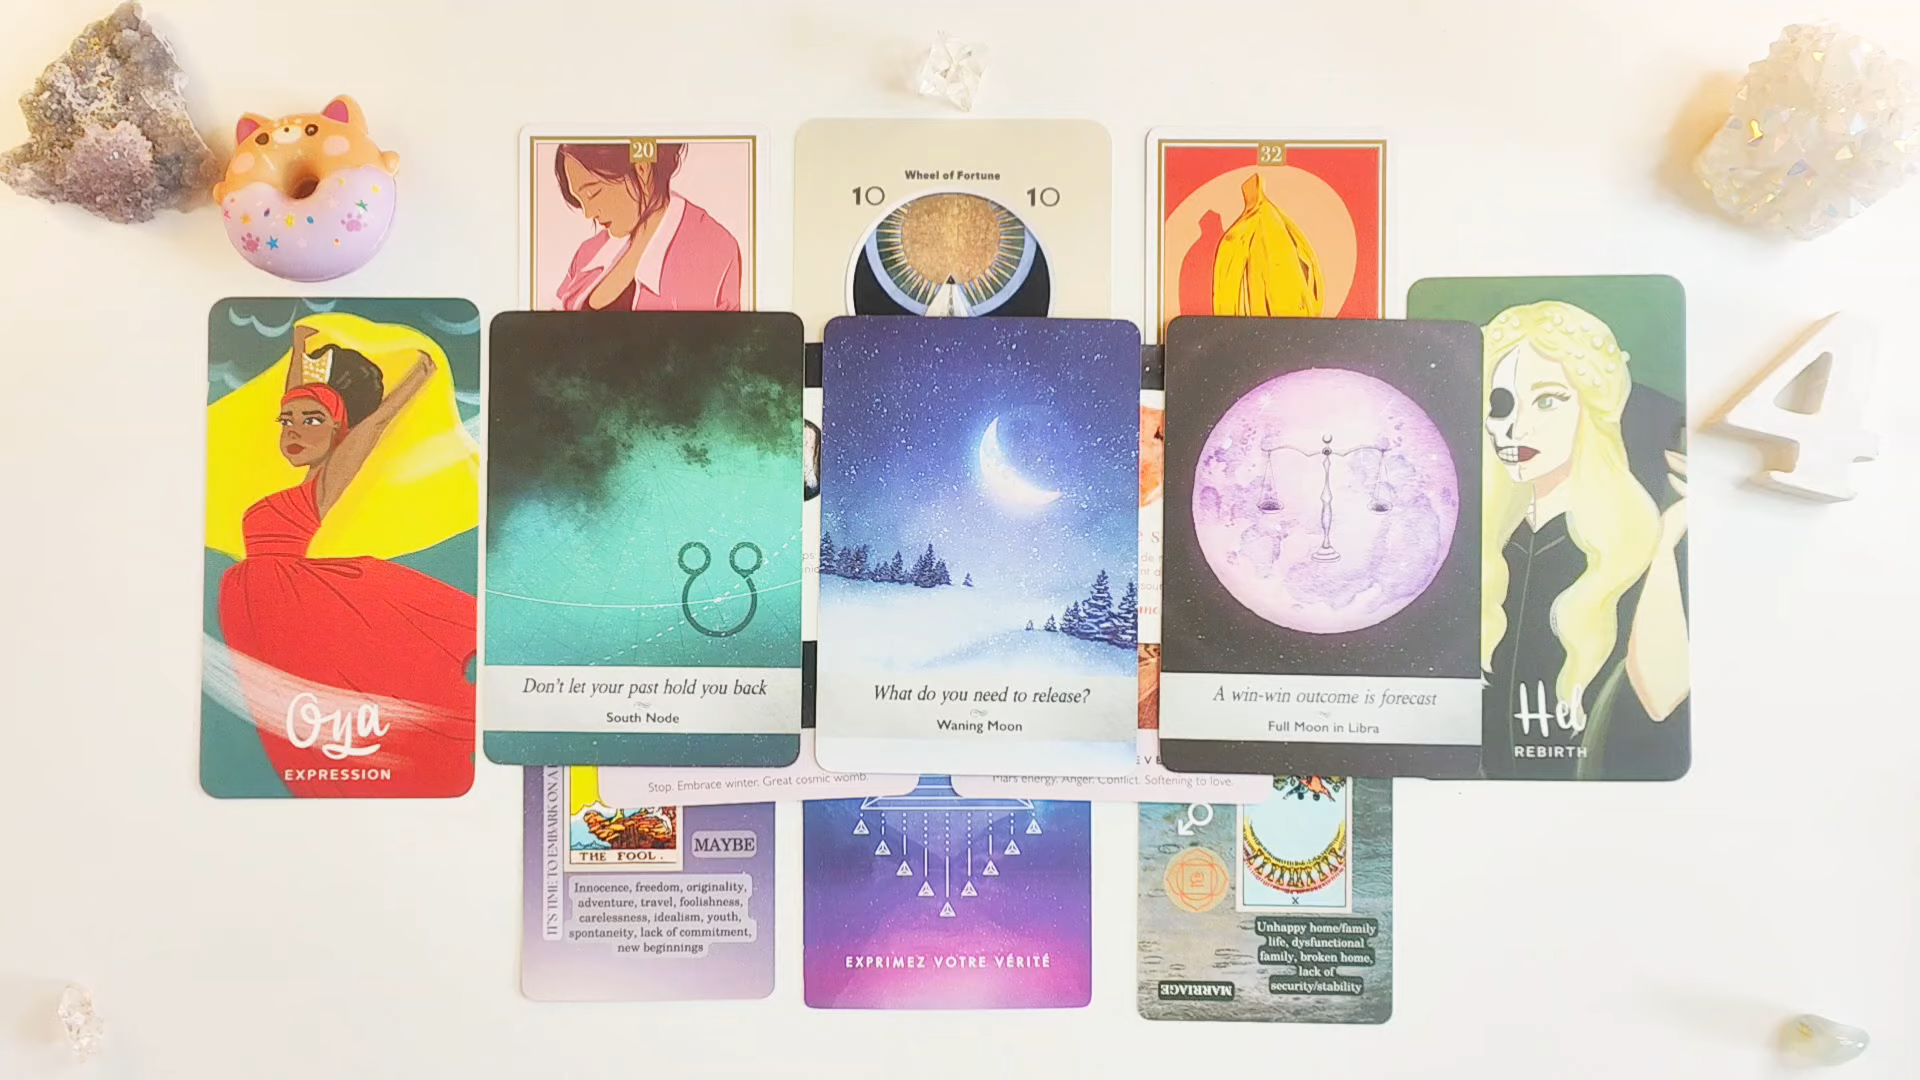 20
Wheel of Fortune
10 10
32
4
Don't let your past hold you back
South Node
What do you need to release?
Waning Moon
A win-win outcome is forecast
Full Moon in Libra
Oya
EXPRESSION
Hel
REBIRTH
Stop. Embrace winter. Great cosmic womb.
Mars energy. Anger. Conflict. Softening to love.
IT'S TIME TO EMBARK ON A
THE FOOL.
MAYBE
Innocence, freedom, originality,
adventure, travel, foolishness,
carelessness, idealism, youth,
spontaneity, lack of commitment,
new beginnings
EXPRIMEZ VOTRE VÉRITÉ
X
Unhappy home/family
life, dysfunctional
family, broken home,
lack of
security/stability
MARRIAGE